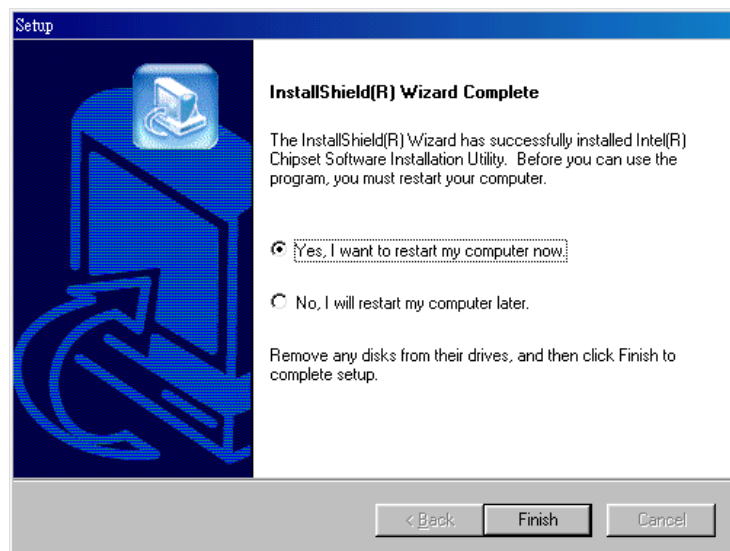 Setup
InstallShield(R) Wizard Complete
The InstallShield(R) Wizard has successfully installed Intel(R)
Chipset Software Installation Utility. Before you can use the
program, you must restart your computer.
Yes, I want to restart my computer now.
No, I will restart my computer later.
Remove any disks from their drives, and then click Finish to
complete setup.
< Back
Finish
Cancel